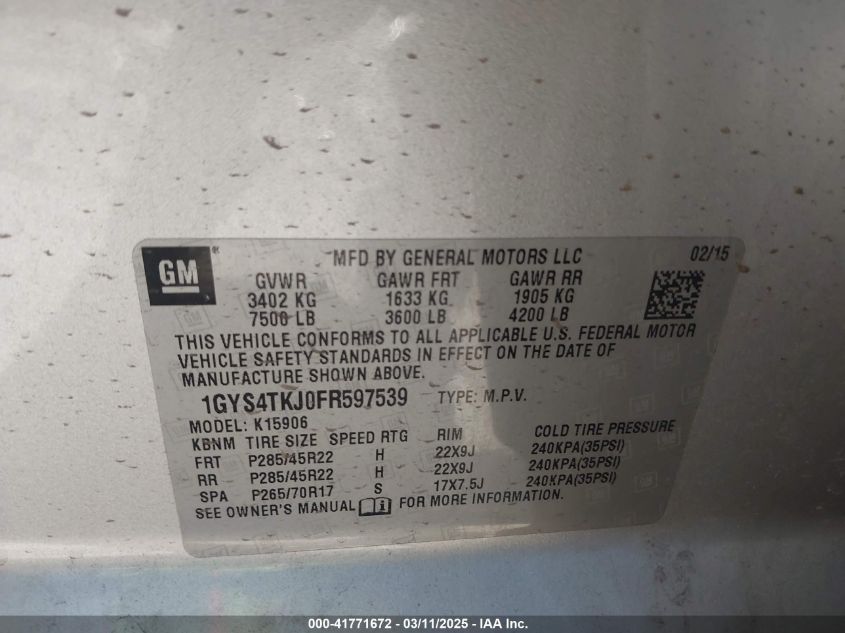 GM ®
MFD BY GENERAL MOTORS LLC 02/15
GVWR GAWR FRT GAWR RR
3402 KG 1633 KG 1905 KG
7500 LB 3600 LB 4200 LB
THIS VEHICLE CONFORMS TO ALL APPLICABLE U.S. FEDERAL MOTOR
VEHICLE SAFETY STANDARDS IN EFFECT ON THE DATE OF
MANUFACTURE SHOWN ABOVE.
1GYS4TKJ0FR597539 TYPE: M.P.V.
MODEL: K15906
KBNM TIRE SIZE SPEED RTG RIM COLD TIRE PRESSURE
FRT P285/45R22 H 22X9J 240KPA(35PSI)
RR P285/45R22 H 22X9J 240KPA(35PSI)
SPA P265/70R17 S 17X7.5J 240KPA(35PSI)
SEE OWNER'S MANUAL FOR MORE INFORMATION.
000-41771672 / 03/11/2025 - IAA Inc.